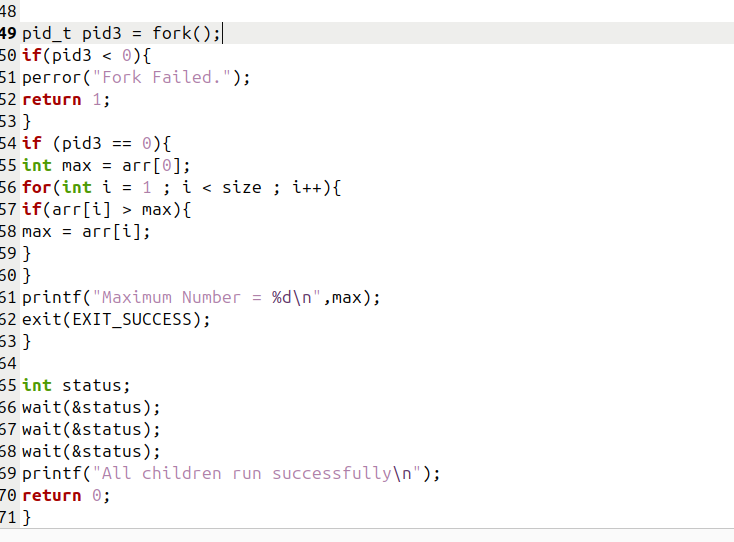 48
49 pid_t pid3 = fork();
50 if(pid3 < 0){
51 perror("Fork Failed.");
52 return 1;
53 }
54 if (pid3 == 0){
55 int max = arr[0];
56 for(int i = 1 ; i < size ; i++){
57 if(arr[i] > max){
58 max = arr[i];
59 }
60 }
61 printf("Maximum Number = %d\n",max);
62 exit(EXIT_SUCCESS);
63 }
64
65 int status;
66 wait(&status);
67 wait(&status);
68 wait(&status);
69 printf("All children run successfully\n");
70 return 0;
71 }